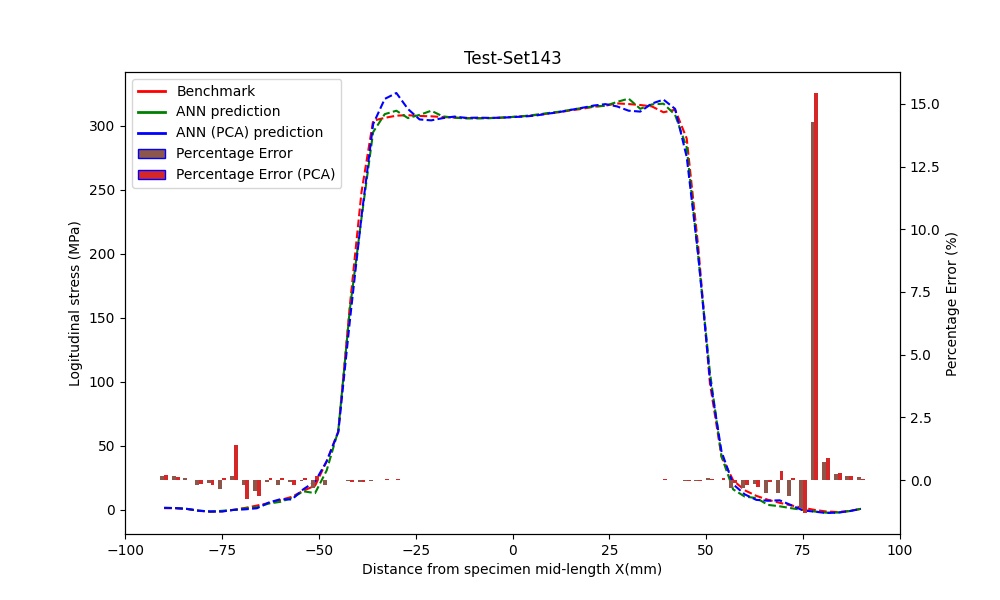 Test-Set143
Benchmark
ANN prediction
ANN (PCA) prediction
Percentage Error
Percentage Error (PCA)
300
250
200
150
100
50
0
Logitudinal stress (MPa)
15.0
12.5
10.0
7.5
5.0
2.5
0.0
Percentage Error (%)
−100 −75 −50 −25 0 25 50 75 100
Distance from specimen mid-length X(mm)